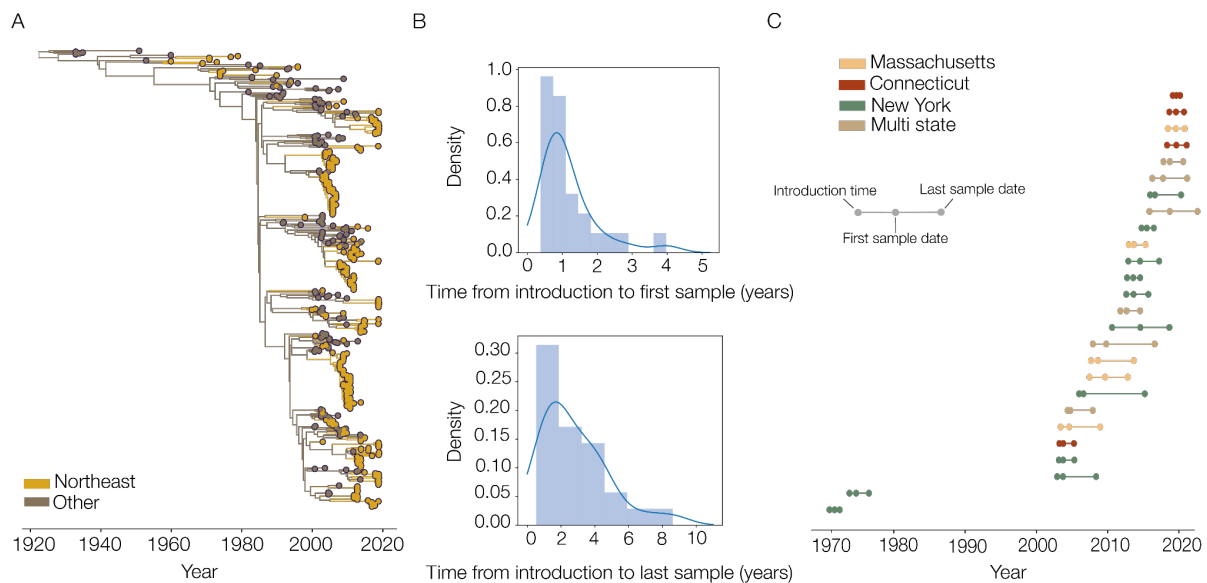 A
Northeast
Other
1920 1940 1960 1980 2000 2020
Year
B
Density
1.0
0.8
0.6
0.4
0.2
0.0
0 1 2 3 4 5
Time from introduction to first sample (years)
Density
0.30
0.25
0.20
0.15
0.10
0.05
0.00
0 2 4 6 8 10
Time from introduction to last sample (years)
C
Massachusetts
Connecticut
New York
Multi state
Introduction time
Last sample date
First sample date
1970 1980 1990 2000 2010 2020
Year